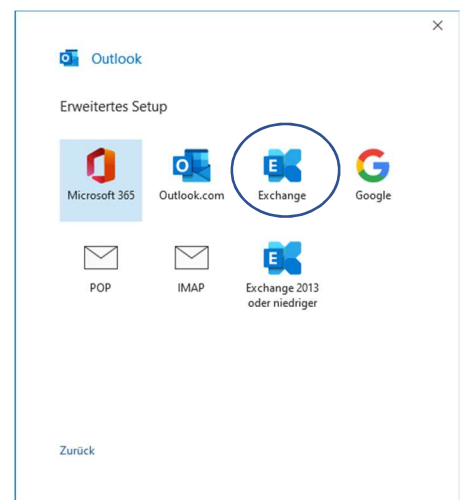 Outlook
Erweitertes Setup
Microsoft 365 Outlook.com Exchange Google
POP IMAP Exchange 2013
oder niedriger
Zurück